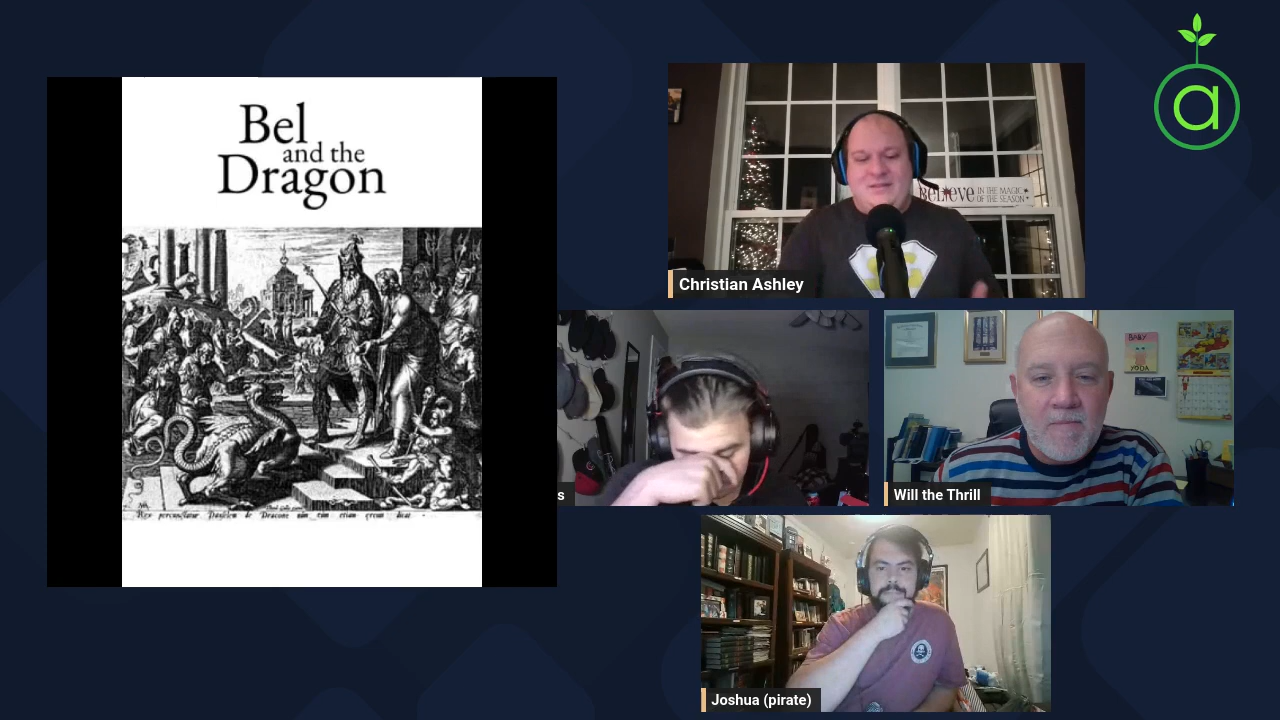 Bel
and the
Dragon
a
BELIEVE IN THE MAGIC
OF THE SEASON
Christian Ashley
s
BABY
YODA
Will the Thrill
Joshua (pirate)